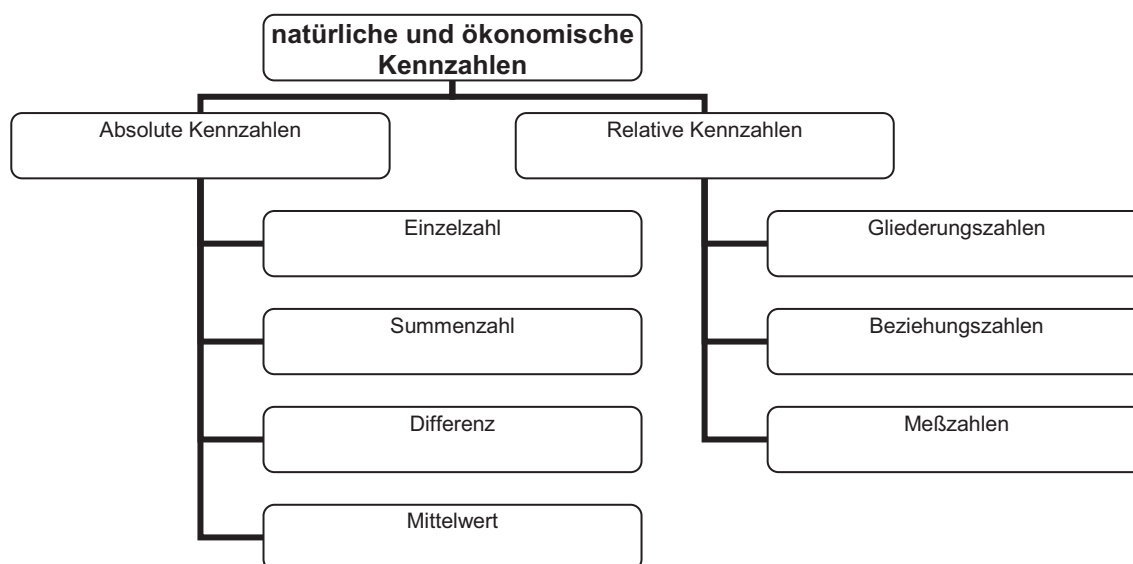 natürliche und ökonomische
Kennzahlen
Absolute Kennzahlen
Relative Kennzahlen
Einzelzahl
Gliederungszahlen
Summenzahl
Beziehungszahlen
Differenz
Meßzahlen
Mittelwert